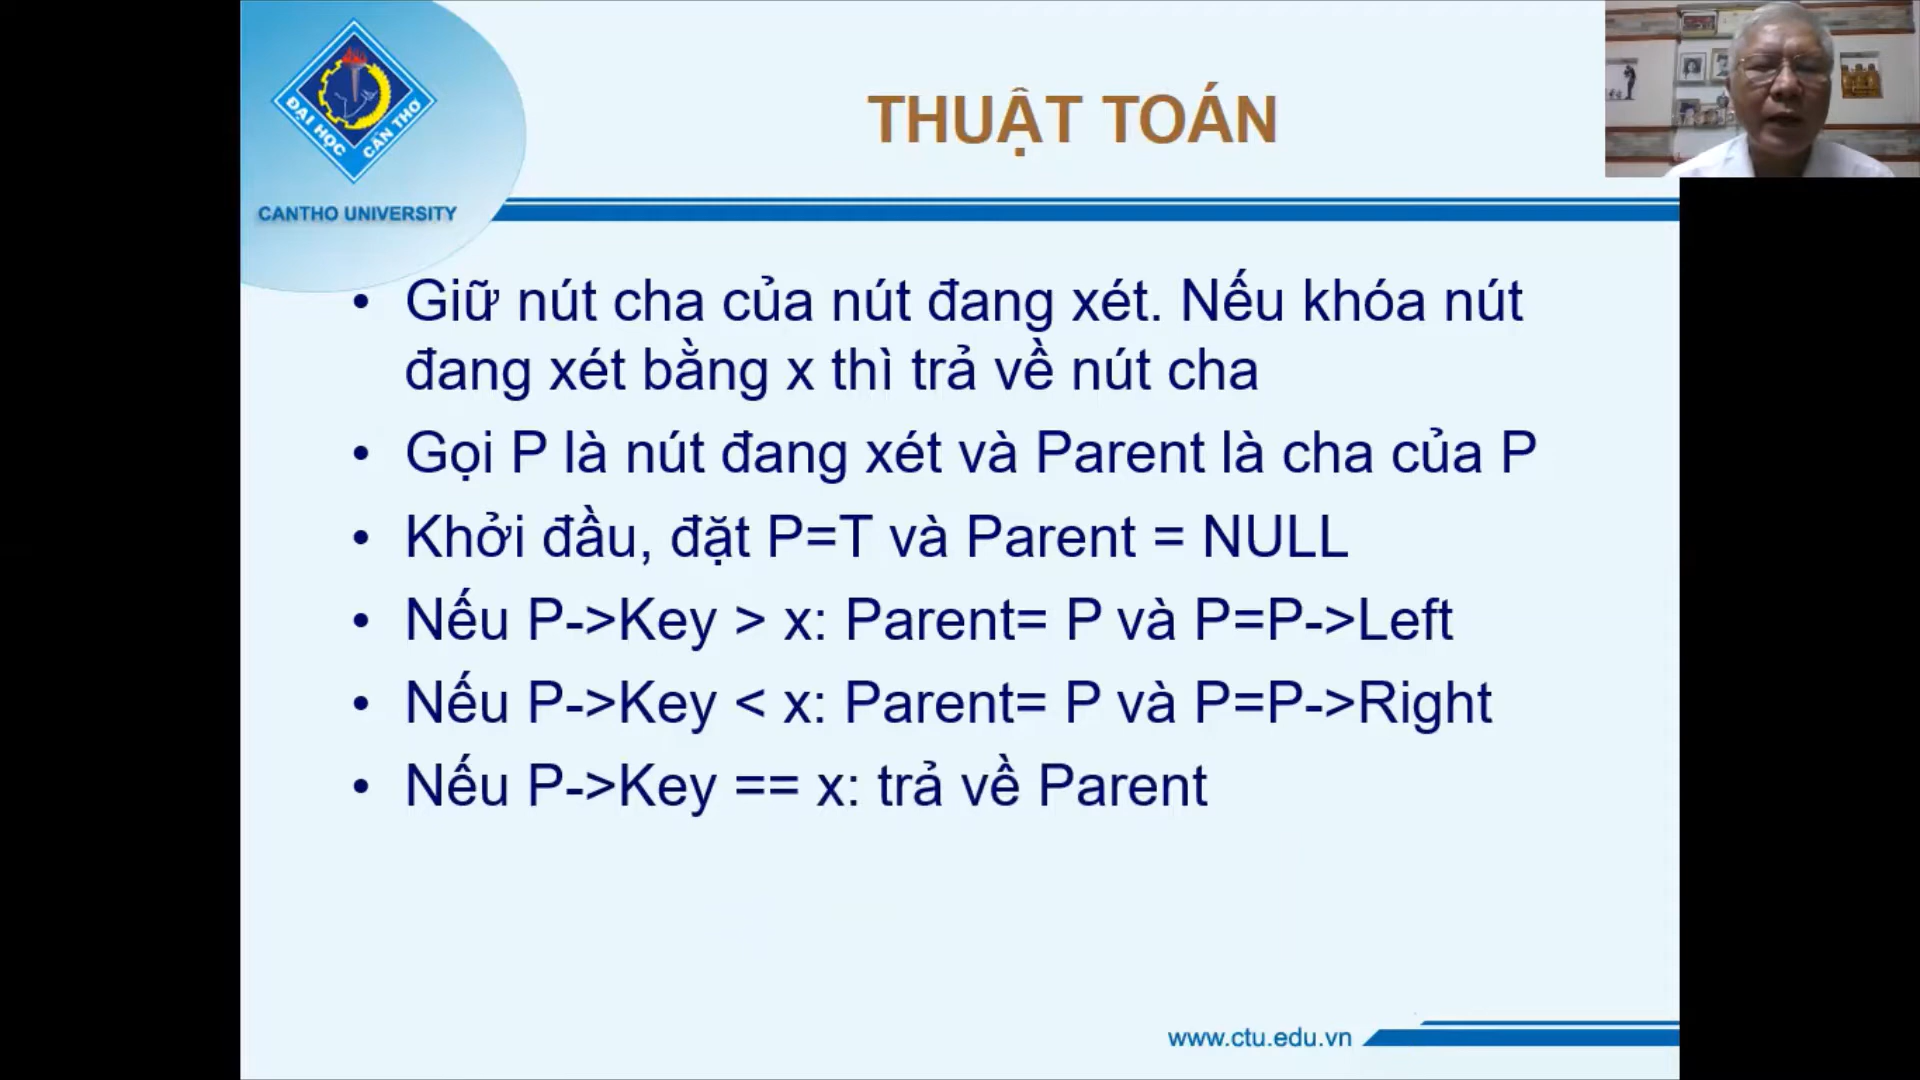 ĐẠI HỌC CẦN THƠ
CANTHO UNIVERSITY
THUẬT TOÁN
• Giữ nút cha của nút đang xét. Nếu khóa nút
đang xét bằng x thì trả về nút cha
• Gọi P là nút đang xét và Parent là cha của P
• Khởi đầu, đặt P=T và Parent = NULL
• Nếu P->Key > x: Parent= P và P=P->Left
• Nếu P->Key < x: Parent= P và P=P->Right
• Nếu P->Key == x: trả về Parent
www.ctu.edu.vn